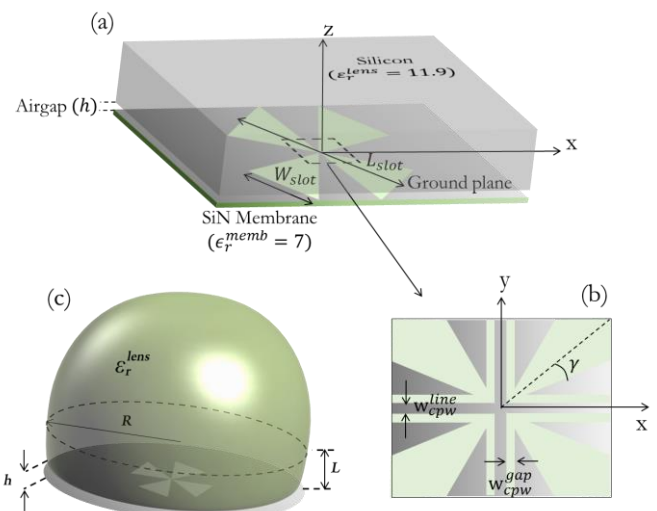 (a)
z
Silicon
(ε_r^lens = 11.9)
Airgap (h)
x
L_slot
W_slot
Ground plane
SiN Membrane
(ϵ_r^memb = 7)
(c)
y
(b)
ε_r^lens
γ
R
w_cpw^line
x
h
L
w_cpw^gap